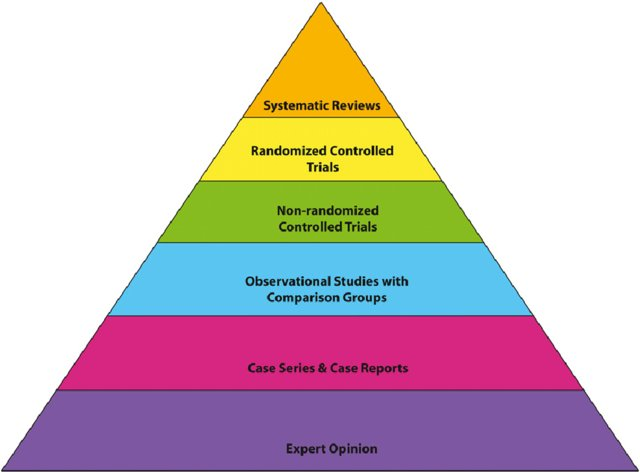 Systematic Reviews
Randomized Controlled
Trials
Non-randomized
Controlled Trials
Observational Studies with
Comparison Groups
Case Series & Case Reports
Expert Opinion